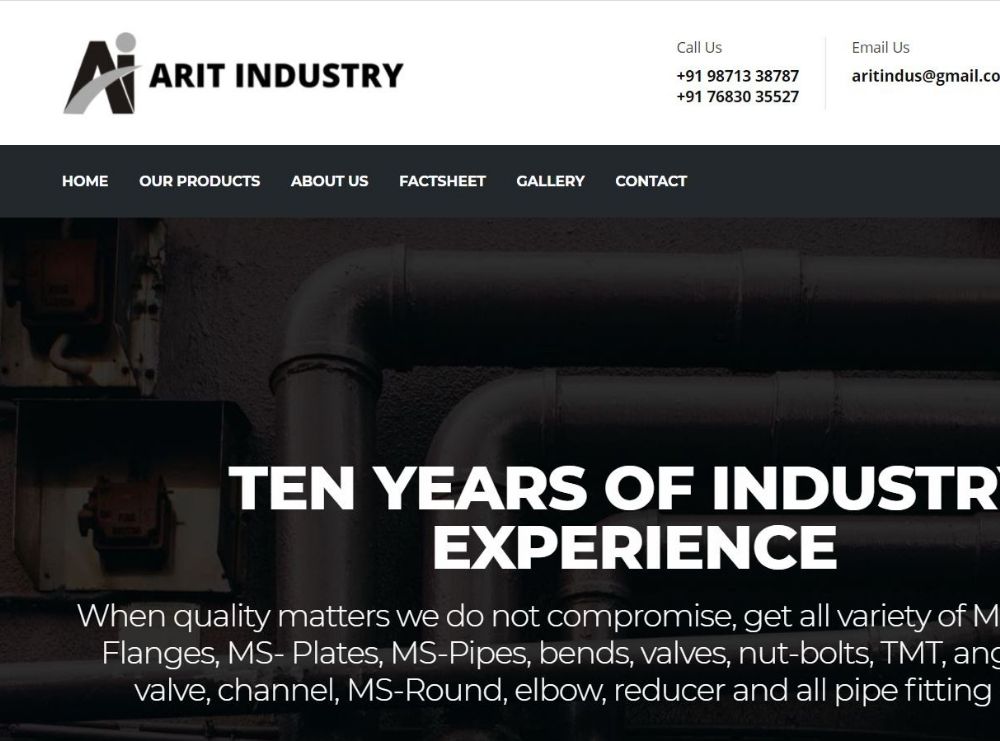 ARIT INDUSTRY
Call Us
+91 98713 38787
+91 76830 35527
Email Us
aritindus@gmail.co
HOME OUR PRODUCTS ABOUT US FACTSHEET GALLERY CONTACT
TEN YEARS OF INDUSTRY
EXPERIENCE
When quality matters we do not compromise, get all variety of M
Flanges, MS- Plates, MS-Pipes, bends, valves, nut-bolts, TMT, ang
valve, channel, MS-Round, elbow, reducer and all pipe fitting